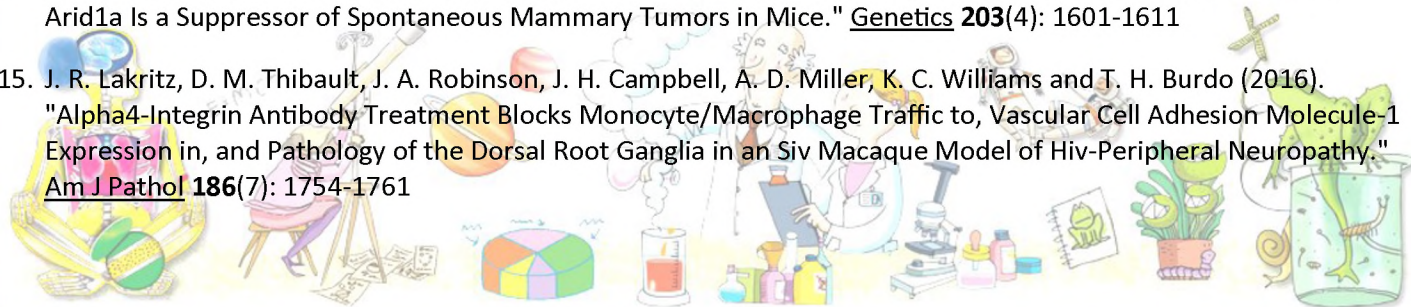 Arid1a Is a Suppressor of Spontaneous Mammary Tumors in Mice." Genetics 203(4): 1601-1611
15. J. R. Lakritz, D. M. Thibault, J. A. Robinson, J. H. Campbell, A. D. Miller, K. C. Williams and T. H. Burdo (2016).
"Alpha4-Integrin Antibody Treatment Blocks Monocyte/Macrophage Traffic to, Vascular Cell Adhesion Molecule-1
Expression in, and Pathology of the Dorsal Root Ganglia in an Siv Macaque Model of Hiv-Peripheral Neuropathy."
Am J Pathol 186(7): 1754-1761